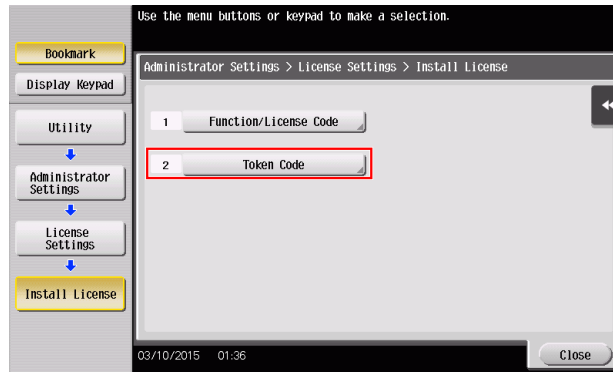 Use the menu buttons or keypad to make a selection.
Bookmark
Display Keypad
Administrator Settings > License Settings > Install License
1 Function/License Code
2 Token Code
Utility
Administrator
Settings
License
Settings
Install License
03/10/2015 01:36
Close